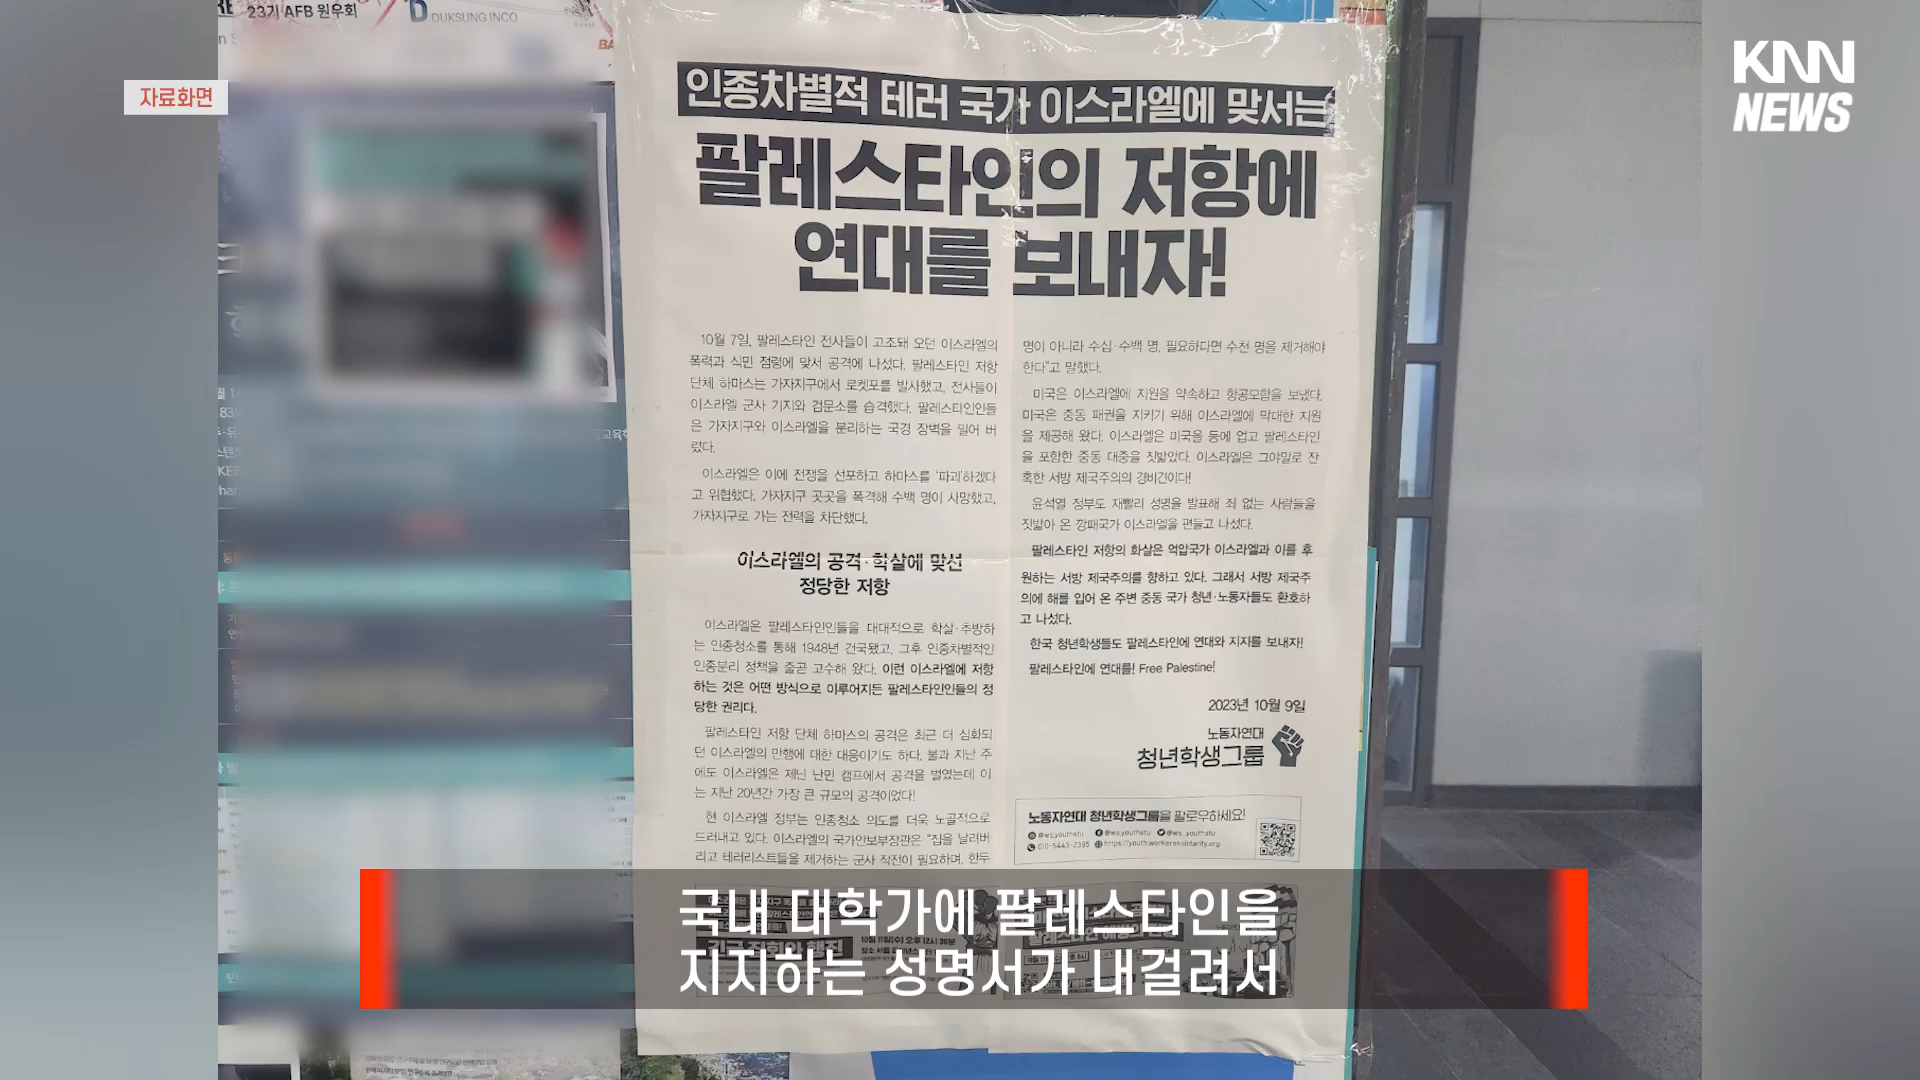 23기 AFB 원우회
DUKSUNG INCO
자료화면
KNN
NEWS
인종차별적 테러 국가 이스라엘에 맞서는
팔레스타인의 저항에
연대를 보내자!
10월 7일, 팔레스타인 전사들이 고조돼 오던 이스라엘의
폭력과 식민 점령에 맞서 공격에 나섰다. 팔레스타인 저항
단체 하마스는 가자지구에서 로켓포를 발사했고, 전사들이
이스라엘 군사 기지와 검문소를 습격했다. 팔레스타인인들
은 가자지구와 이스라엘을 분리하는 국경 장벽을 밀어 버
렸다.
이스라엘은 이에 전쟁을 선포하고 하마스를 '파괴'하겠다
고 위협했다. 가자지구 곳곳을 폭격해 수백 명이 사망했고,
가자지구로 가는 전력을 차단했다.
이스라엘의 공격·학살에 맞선
정당한 저항
이스라엘은 팔레스타인인들을 대대적으로 학살·추방하
는 인종청소를 통해 1948년 건국됐고, 그후 인종차별적인
인종분리 정책을 줄곧 고수해 왔다. 이런 이스라엘에 저항
하는 것은 어떤 방식으로 이루어지든 팔레스타인인들의 정
당한 권리다.
팔레스타인 저항 단체 하마스의 공격은 최근 더 심화되
던 이스라엘의 만행에 대한 대응이기도 하다. 불과 지난 주
에도 이스라엘은 제닌 난민 캠프에서 공격을 벌였는데 이
는 지난 20년간 가장 큰 규모의 공격이었다!
현 이스라엘 정부는 인종청소 의도를 더욱 노골적으로
드러내고 있다. 이스라엘의 국가안보부장관은 "집을 날려버
리고 테러리스트들을 제거하는 군사 작전이 필요하며, 한두
명이 아니라 수십·수백 명, 필요하다면 수천 명을 제거해야
한다"고 말했다.
미국은 이스라엘에 지원을 약속하고 항공모함을 보냈다.
미국은 중동 패권을 지키기 위해 이스라엘에 막대한 지원
을 제공해 왔다. 이스라엘은 미국을 등에 업고 팔레스타인
을 포함한 중동 대중을 짓밟았다. 이스라엘은 그야말로 잔
혹한 서방 제국주의의 경비견이다!
윤석열 정부도 재빨리 성명을 발표해 죄 없는 사람들을
짓밟아 온 깡패국가 이스라엘을 편들고 나섰다.
팔레스타인 저항의 화살은 억압국가 이스라엘과 이를 후
원하는 서방 제국주의를 향하고 있다. 그래서 서방 제국주
의에 해를 입어 온 주변 중동 국가 청년·노동자들도 환호하
고 나섰다.
한국 청년학생들도 팔레스타인에 연대와 지지를 보내자!
팔레스타인에 연대를! Free Palestine!
2023년 10월 9일
노동자연대
청년학생그룹
노동자연대 청년학생그룹을 팔로우하세요!
@ws.youthstu @ws.youthstu @ws_youthstu
010-5443-2395 https://youth.workerssolidarity.org
긴급 집회와 행진
10월 11일(수) 오후 12시 30분
국내 대학가에 팔레스타인을
지지하는 성명서가 내걸려서